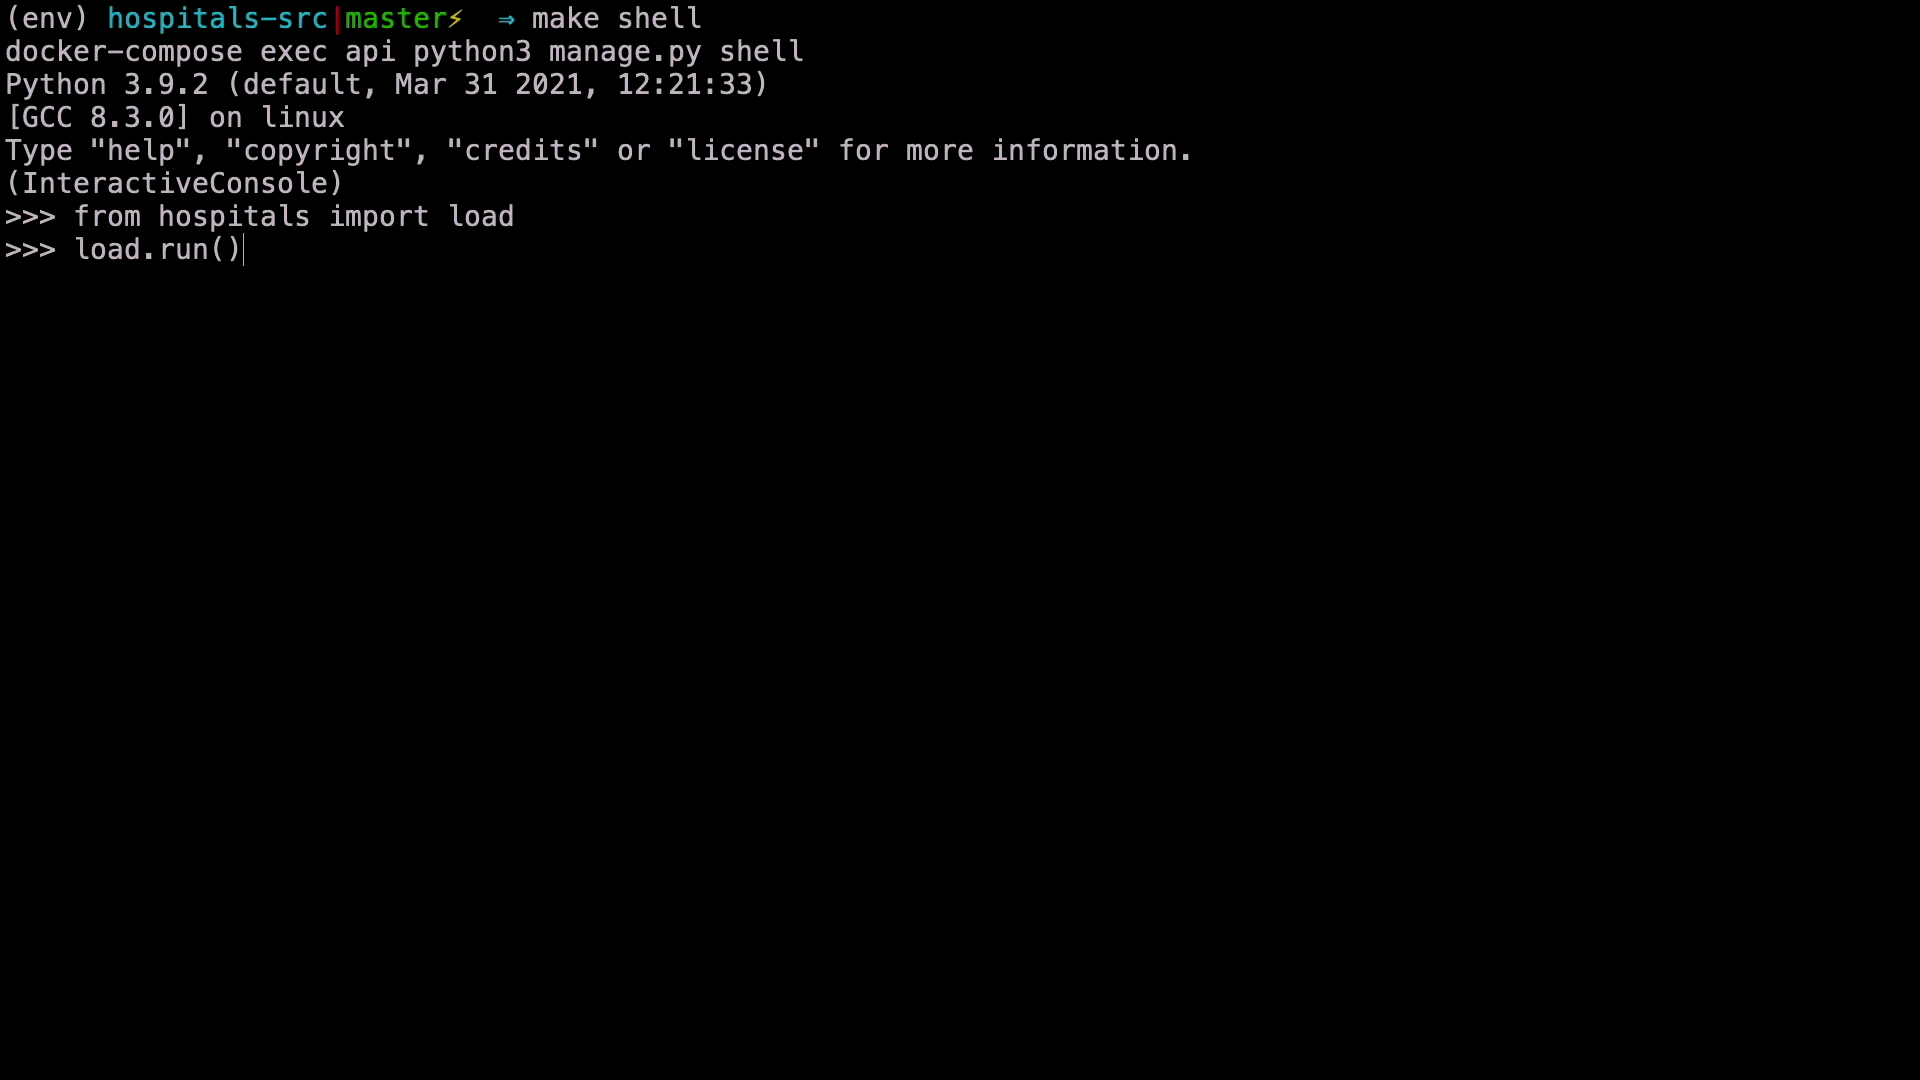 (env) hospitals-src|master⚡ ⇒ make shell
docker-compose exec api python3 manage.py shell
Python 3.9.2 (default, Mar 31 2021, 12:21:33)
[GCC 8.3.0] on linux
Type "help", "copyright", "credits" or "license" for more information.
(InteractiveConsole)
>>> from hospitals import load
>>> load.run()